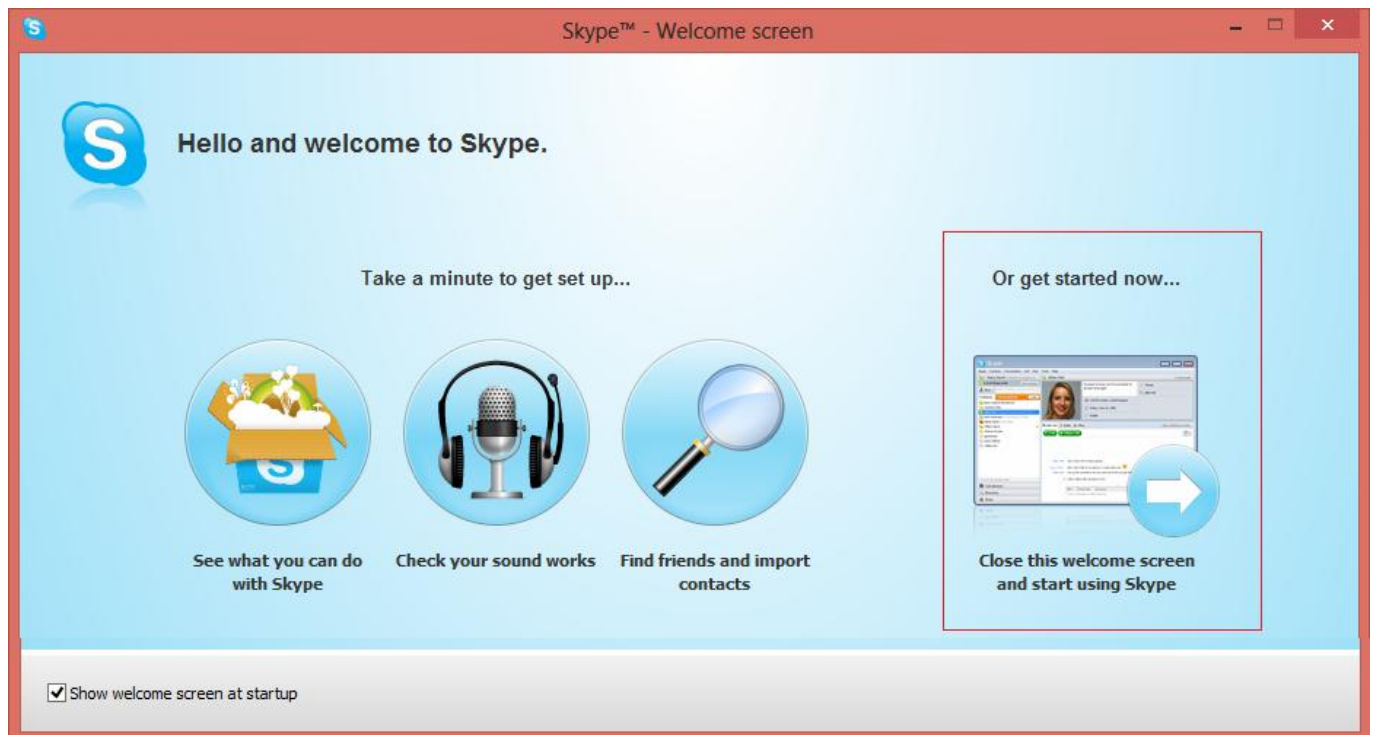 Skype™ - Welcome screen
S
Hello and welcome to Skype.
Take a minute to get set up...
Or get started now...
See what you can do
with Skype
Check your sound works
Find friends and import
contacts
Close this welcome screen
and start using Skype
Show welcome screen at startup